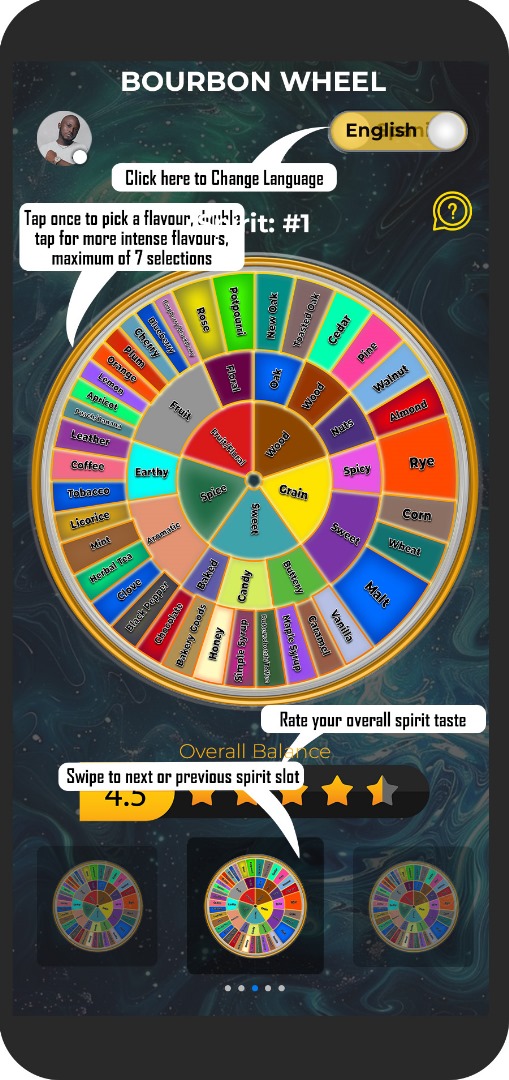 BOURBON WHEEL
English
Click here to Change Language
Tap once to pick a flavour, double
tap for more intense flavours,
maximum of 7 selections
Spirit: #1
?
Potpourri
New Oak
Toasted Oak
Cedar
Pine
Walnut
Almond
Rye
Corn
Wheat
Malt
Vanilla
Caramel
Maple Syrup
Simple Syrup
Honey
Bakery Goods
Chocolate
Black Pepper
Clove
Herbal Tea
Mint
Licorice
Tobacco
Coffee
Leather
Apricot
Lemon
Orange
Plum
Cherry
Blueberry
Rose
Floral
Oak
Wood
Nuts
Spicy
Sweet
Buttery
Candy
Baked
Aromatic
Earthy
Fruit
Fruit/Floral
Wood
Grain
Sweet
Spice
Rate your overall spirit taste
Overall Balance
Swipe to next or previous spirit slot
4.5